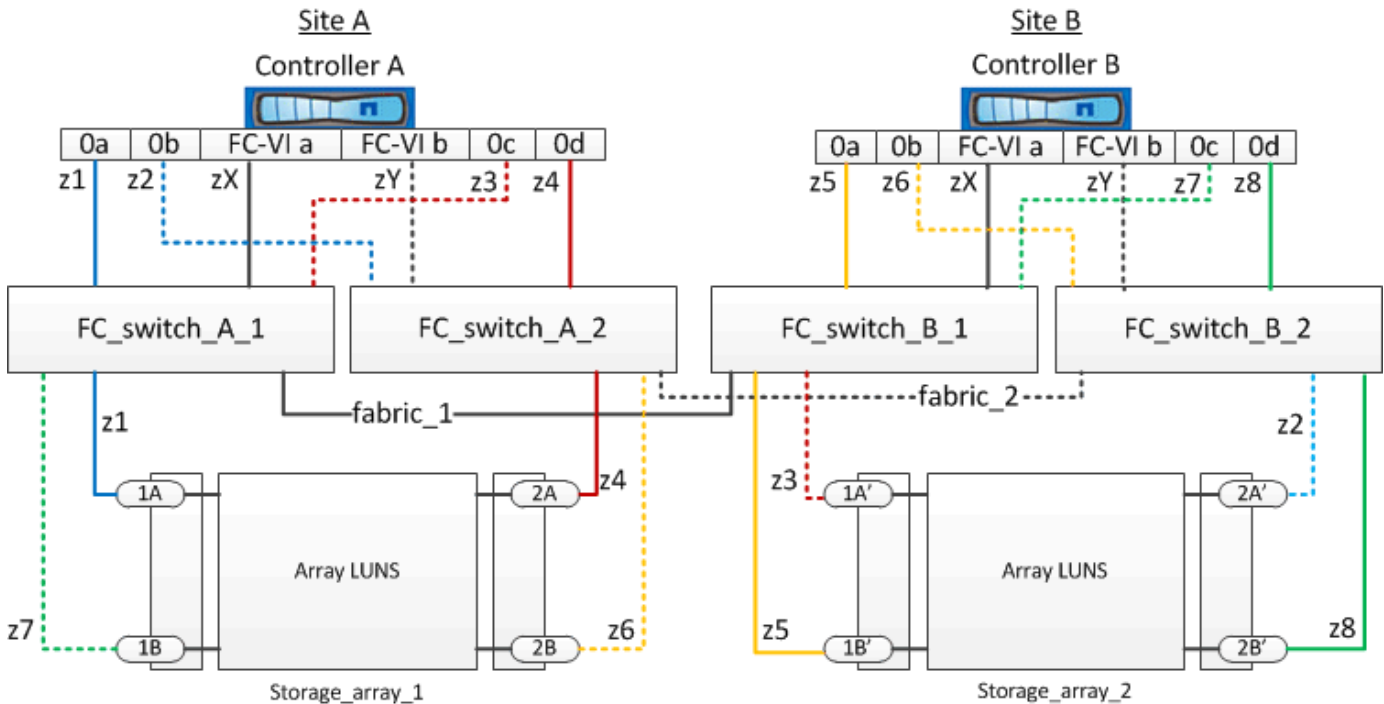 Site A
Site B
Controller A
Controller B
0a 0b FC-VI a FC-VI b 0c 0d
0a 0b FC-VI a FC-VI b 0c 0d
z1 z2 zX zY z3 z4
z5 z6 zX zY z7 z8
FC_switch_A_1
FC_switch_A_2
FC_switch_B_1
FC_switch_B_2
fabric_1
fabric_2
z1
z4
z3
z2
1A
2A
1A’
2A’
Array LUNS
Array LUNS
z7
z6
z5
z8
1B
2B
1B’
2B’
Storage_array_1
Storage_array_2